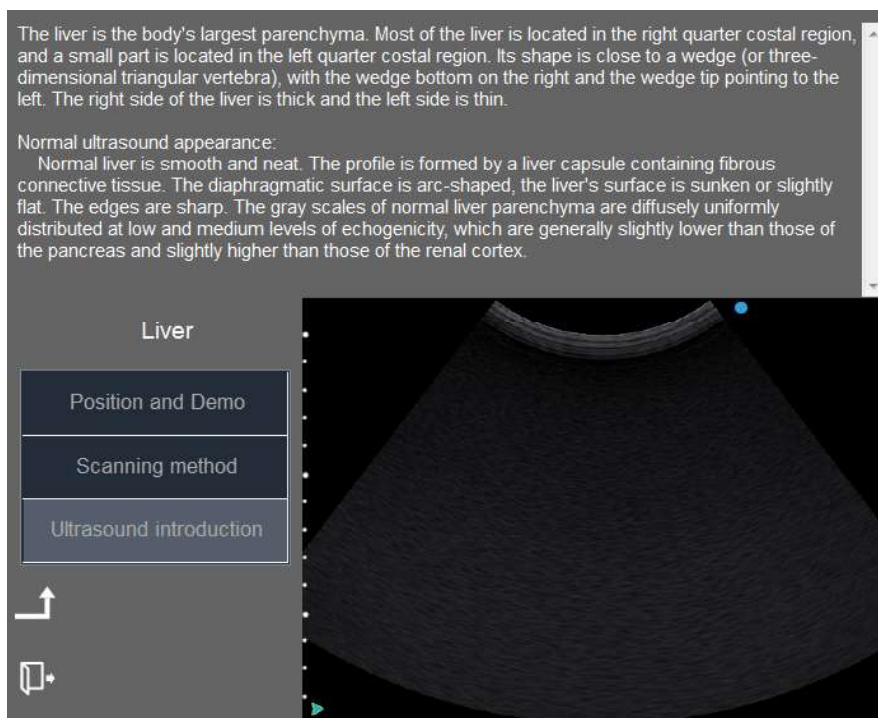 The liver is the body's largest parenchyma. Most of the liver is located in the right quarter costal region,
and a small part is located in the left quarter costal region. Its shape is close to a wedge (or three-
dimensional triangular vertebra), with the wedge bottom on the right and the wedge tip pointing to the
left. The right side of the liver is thick and the left side is thin.
Normal ultrasound appearance:
Normal liver is smooth and neat. The profile is formed by a liver capsule containing fibrous
connective tissue. The diaphragmatic surface is arc-shaped, the liver's surface is sunken or slightly
flat. The edges are sharp. The gray scales of normal liver parenchyma are diffusely uniformly
distributed at low and medium levels of echogenicity, which are generally slightly lower than those of
the pancreas and slightly higher than those of the renal cortex.
Liver
Position and Demo
Scanning method
Ultrasound introduction